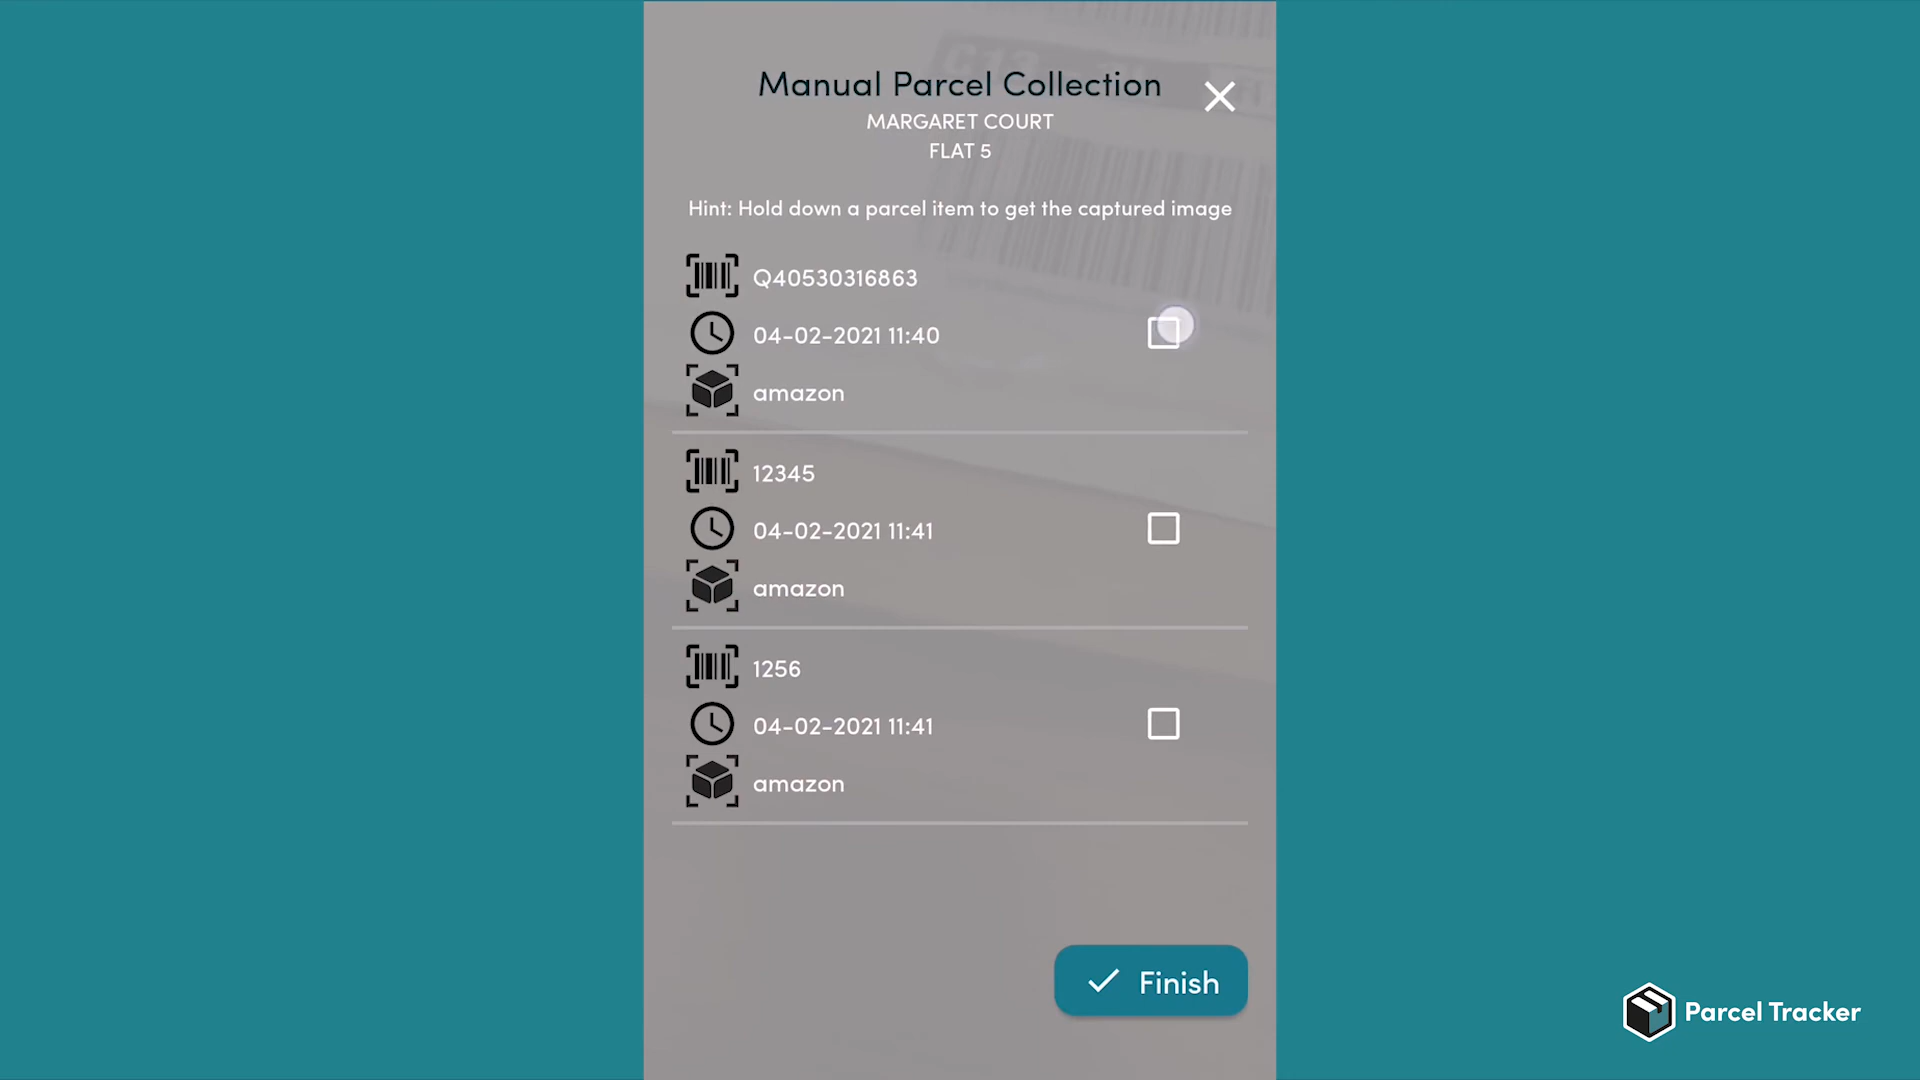 Manual Parcel Collection
MARGARET COURT
FLAT 5
Hint: Hold down a parcel item to get the captured image
Q40530316863
04-02-2021 11:40
amazon
12345
04-02-2021 11:41
amazon
1256
04-02-2021 11:41
amazon
Finish
Parcel Tracker